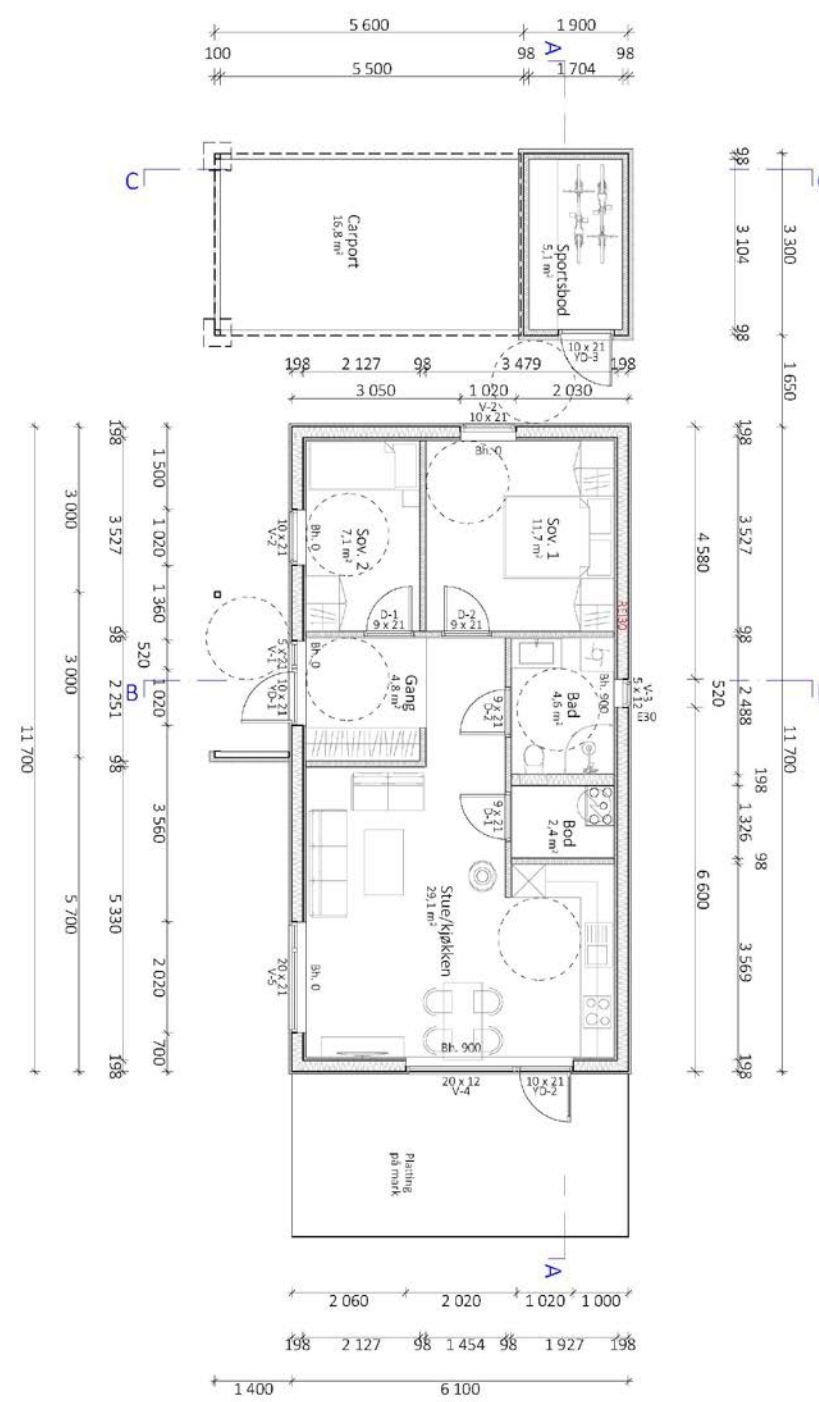 5 600
1 900
100
98
A
98
5 500
1 704
C
98
3 104
98
3 300
1 650
Carport
16,8 m²
Sportsbod
5,1 m²
10 x 21
YD-3
198
2 127
98
3 479
198
3 050
1 020
2 030
V-2
10 x 21
Bh. 0
198
1 500
3 000
3 527
1 020
10 x 21
V-2
Bh. 0
Sov. 2
7,1 m²
Sov. 1
11,7 m²
198
4 580
3 527
REI30
1 360
D-1
9 x 21
D-2
9 x 21
98
520
98
5 x 21
V-1
Bh. 0
3 000
B
2 251
1 020
10 x 21
YD-1
Gang
4,8 m²
9 x 21
D-2
Bad
4,6 m²
Bh. 900
V-3
5 x 12
E30
520
2 488
11 700
11 700
98
3 560
9 x 21
D-1
Bod
2,4 m²
198
1 326
98
5 700
5 330
2 020
20 x 21
V-5
Bh. 0
Stue/kjøkken
29,1 m²
6 600
3 569
700
198
Bh. 900
198
20 x 12
V-4
10 x 21
YD-2
Platting
på mark
A
2 060
2 020
1 020
1 000
198
2 127
98
1 454
98
1 927
198
1 400
6 100